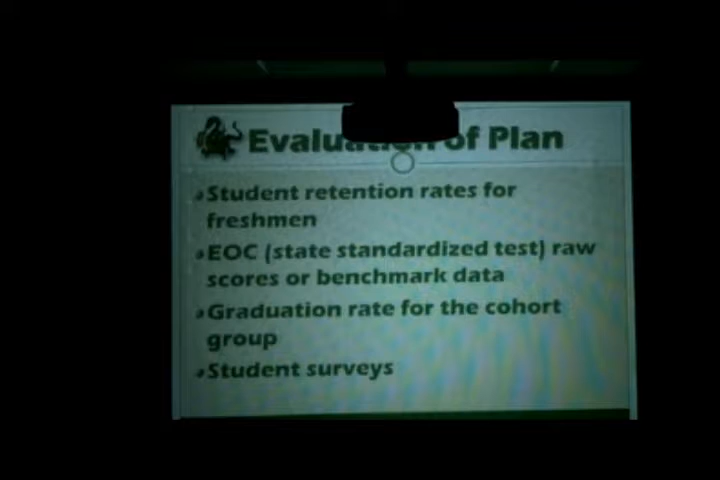 Evaluation of Plan
Student retention rates for
freshmen
EOC (state standardized test) raw
scores or benchmark data
Graduation rate for the cohort
group
Student surveys